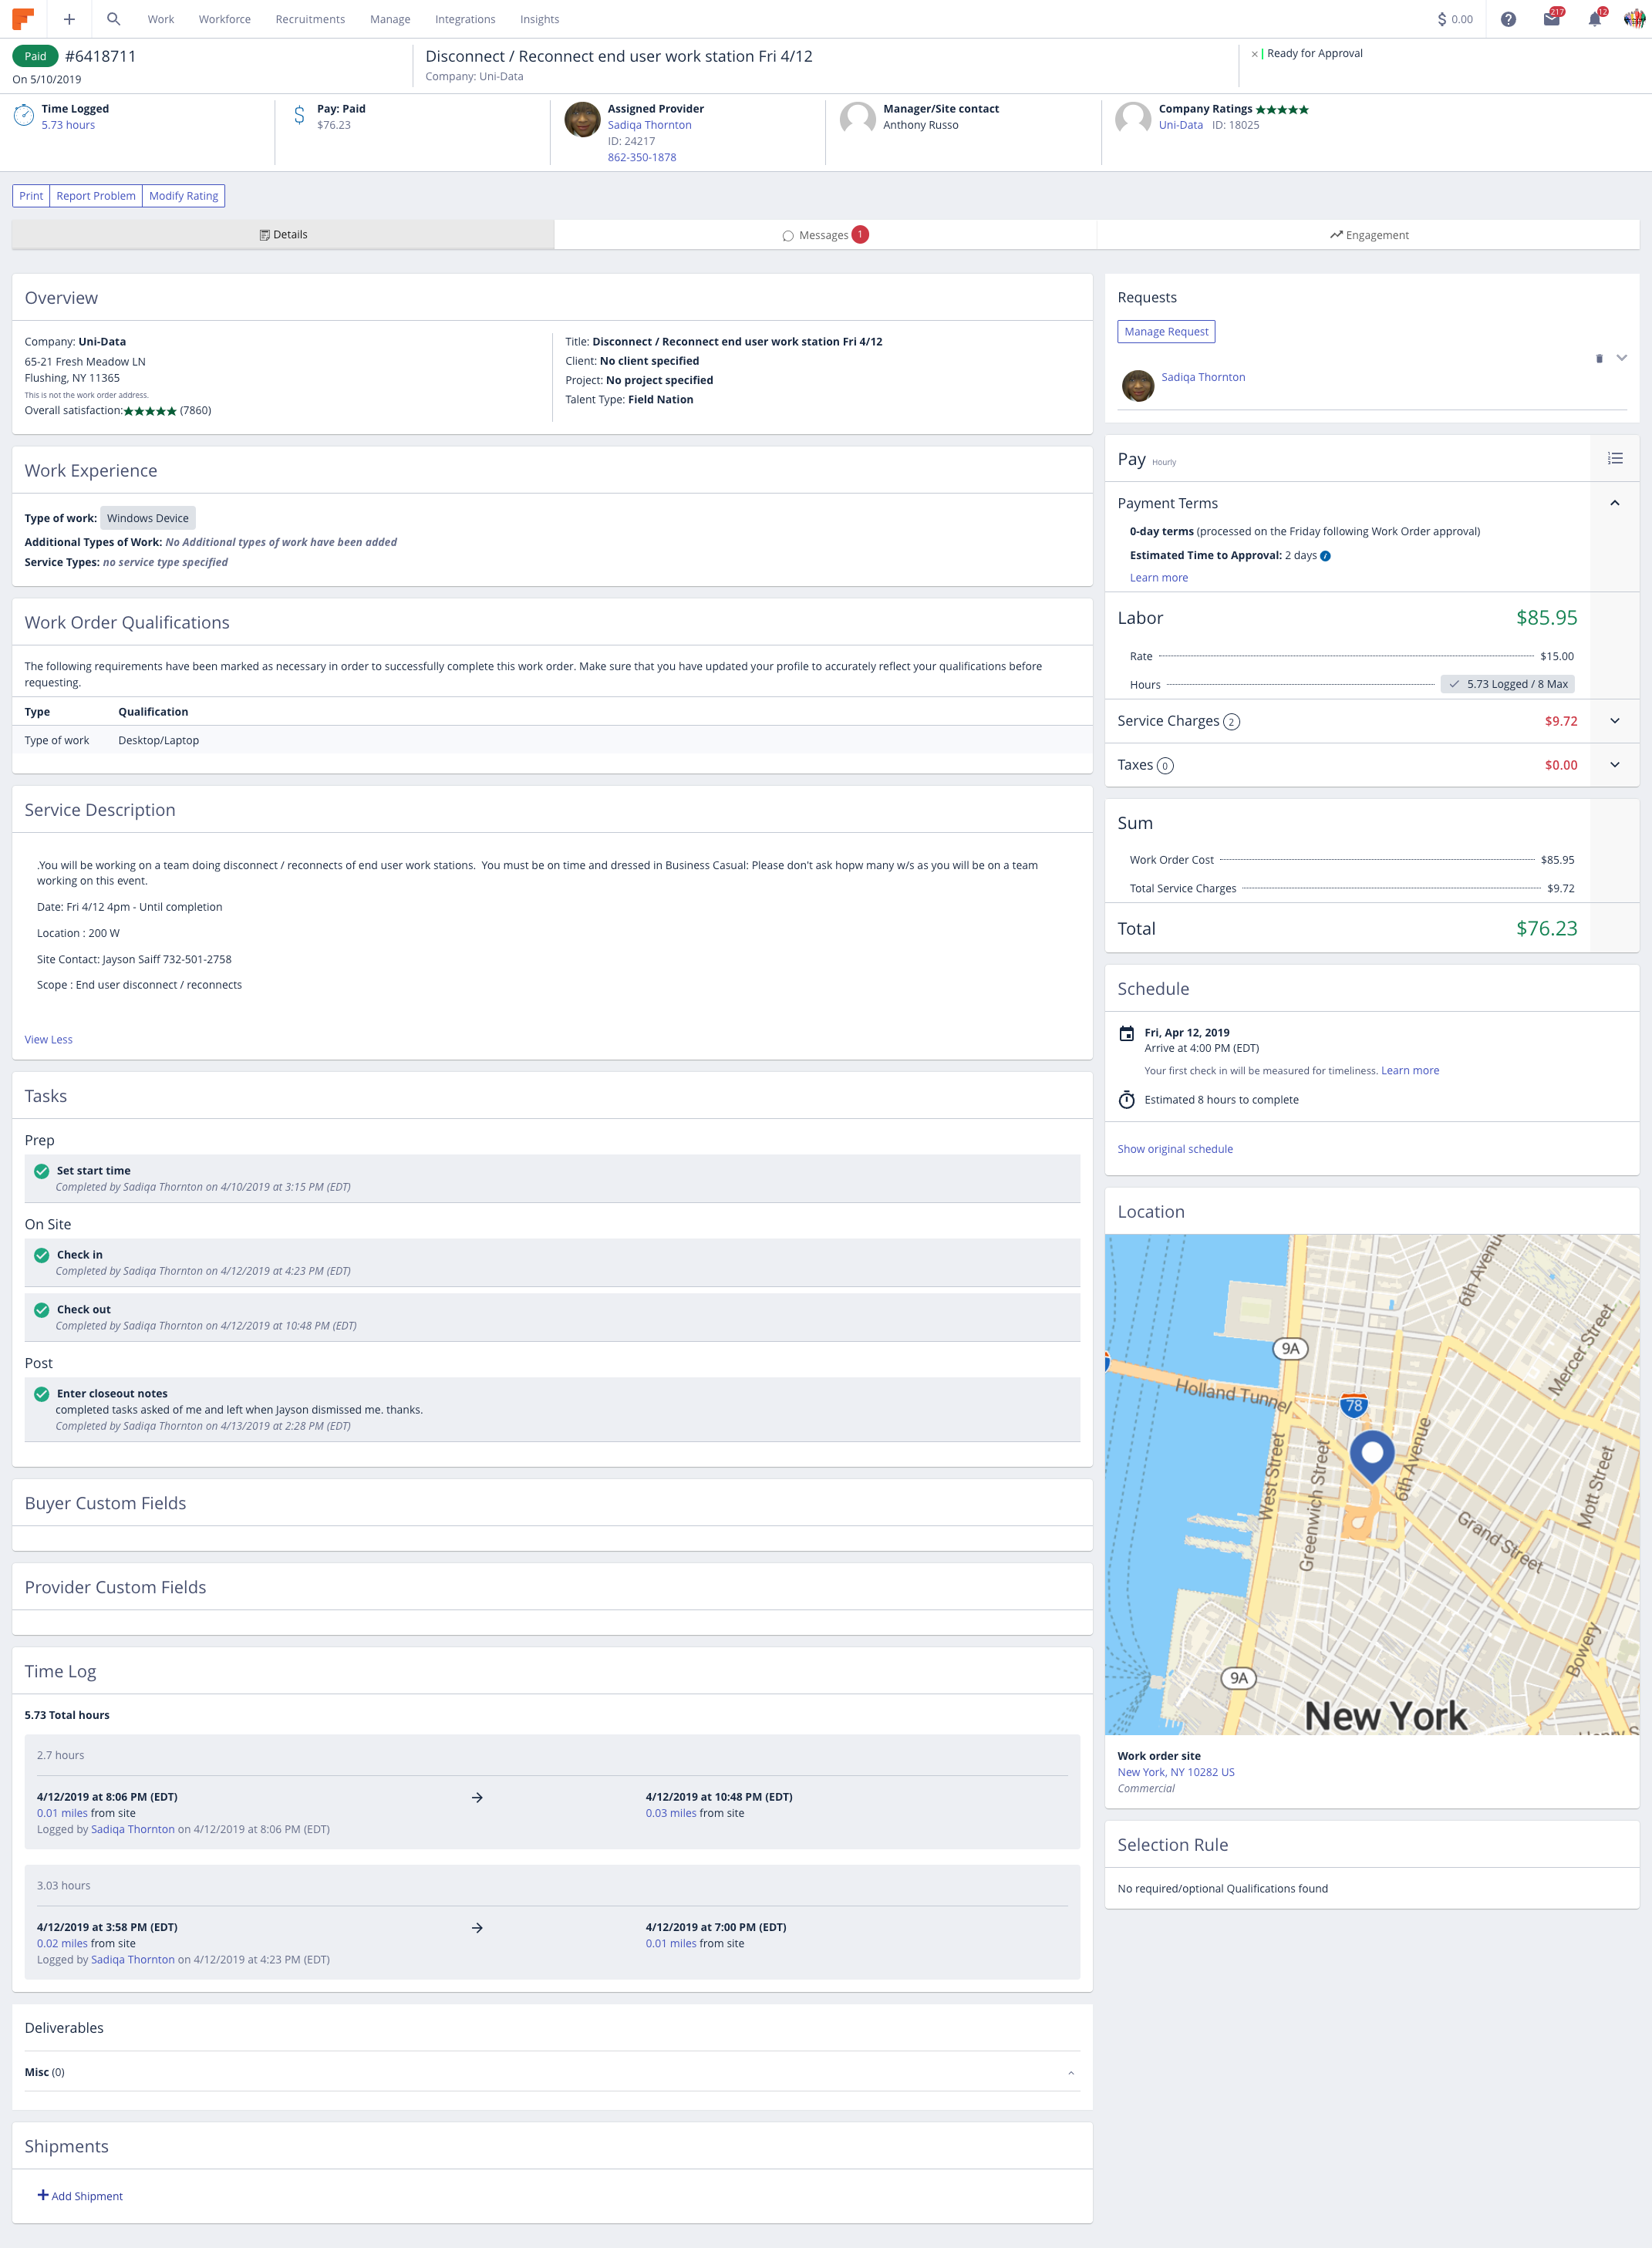 Work Workforce Recruitments Manage Integrations Insights $ 0.00 217 12
Paid #6418711
On 5/10/2019
Disconnect / Reconnect end user work station Fri 4/12
Company: Uni-Data
× Ready for Approval
Time Logged
5.73 hours
Pay: Paid
$76.23
Assigned Provider
Sadiqa Thornton
ID: 24217
862-350-1878
Manager/Site contact
Anthony Russo
Company Ratings ★★★★★
Uni-Data ID: 18025
Print Report Problem Modify Rating
Details Messages 1 Engagement
Overview
Company: Uni-Data
65-21 Fresh Meadow LN
Flushing, NY 11365
This is not the work order address.
Overall satisfaction:★★★★★ (7860)
Title: Disconnect / Reconnect end user work station Fri 4/12
Client: No client specified
Project: No project specified
Talent Type: Field Nation
Work Experience
Type of work: Windows Device
Additional Types of Work: No Additional types of work have been added
Service Types: no service type specified
Work Order Qualifications
The following requirements have been marked as necessary in order to successfully complete this work order. Make sure that you have updated your profile to accurately reflect your qualifications before
requesting.
Type Qualification
Type of work Desktop/Laptop
Service Description
.You will be working on a team doing disconnect / reconnects of end user work stations. You must be on time and dressed in Business Casual: Please don't ask hopw many w/s as you will be on a team
working on this event.
Date: Fri 4/12 4pm - Until completion
Location : 200 W
Site Contact: Jayson Saiff 732-501-2758
Scope : End user disconnect / reconnects
View Less
Tasks
Prep
Set start time
Completed by Sadiqa Thornton on 4/10/2019 at 3:15 PM (EDT)
On Site
Check in
Completed by Sadiqa Thornton on 4/12/2019 at 4:23 PM (EDT)
Check out
Completed by Sadiqa Thornton on 4/12/2019 at 10:48 PM (EDT)
Post
Enter closeout notes
completed tasks asked of me and left when Jayson dismissed me. thanks.
Completed by Sadiqa Thornton on 4/13/2019 at 2:28 PM (EDT)
Buyer Custom Fields
Provider Custom Fields
Time Log
5.73 Total hours
2.7 hours
4/12/2019 at 8:06 PM (EDT) → 4/12/2019 at 10:48 PM (EDT)
0.01 miles from site 0.03 miles from site
Logged by Sadiqa Thornton on 4/12/2019 at 8:06 PM (EDT)
3.03 hours
4/12/2019 at 3:58 PM (EDT) → 4/12/2019 at 7:00 PM (EDT)
0.02 miles from site 0.01 miles from site
Logged by Sadiqa Thornton on 4/12/2019 at 4:23 PM (EDT)
Deliverables
Misc (0)
Shipments
Add Shipment
Requests
Manage Request
Sadiqa Thornton
Pay Hourly
Payment Terms
0-day terms (processed on the Friday following Work Order approval)
Estimated Time to Approval: 2 days
Learn more
Labor $85.95
Rate $15.00
Hours 5.73 Logged / 8 Max
Service Charges 2 $9.72
Taxes 0 $0.00
Sum
Work Order Cost $85.95
Total Service Charges $9.72
Total $76.23
Schedule
Fri, Apr 12, 2019
Arrive at 4:00 PM (EDT)
Your first check in will be measured for timeliness. Learn more
Estimated 8 hours to complete
Show original schedule
Location
6th Avenue
Mercer Street
9A
Holland Tunnel
78
6th Avenue
West Street
Greenwich Street
Mott Street
Grand Street
Bowery
9A
New York
Work order site
New York, NY 10282 US
Commercial
Selection Rule
No required/optional Qualifications found